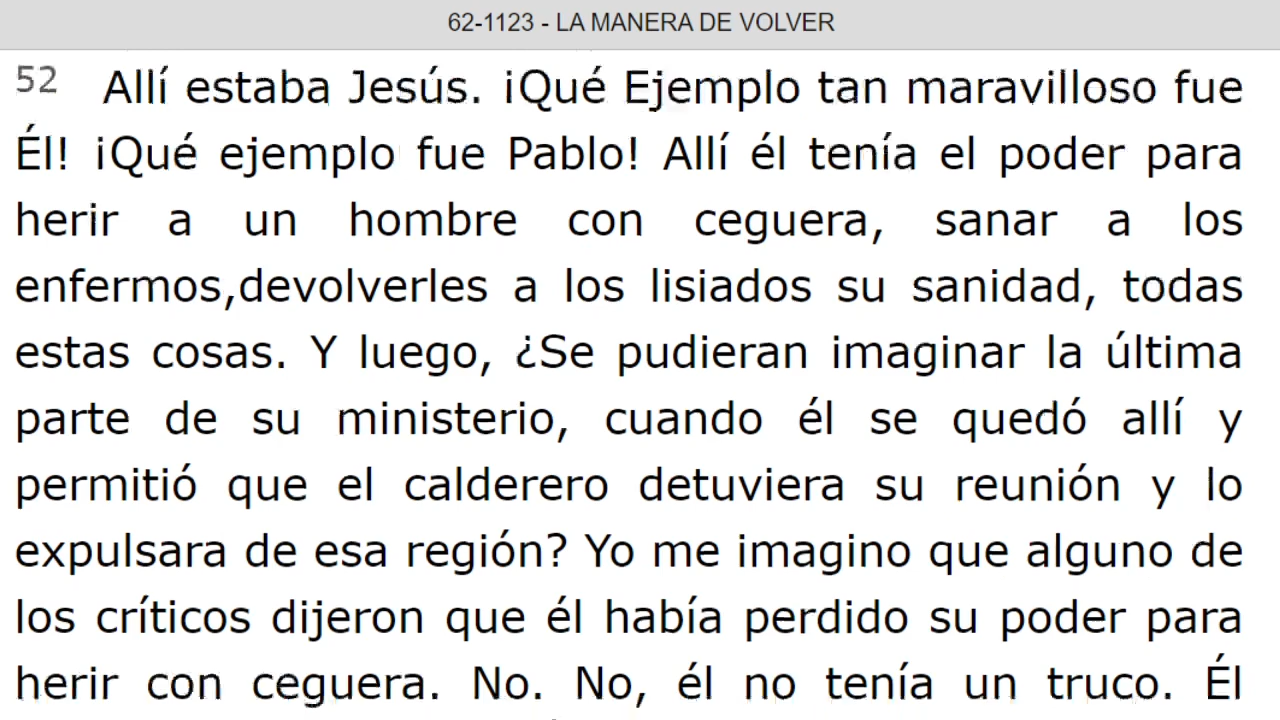 62-1123 - LA MANERA DE VOLVER
52 Allí estaba Jesús. ¡Qué Ejemplo tan maravilloso fue
Él! ¡Qué ejemplo fue Pablo! Allí él tenía el poder para
herir a un hombre con ceguera, sanar a los
enfermos,devolverles a los lisiados su sanidad, todas
estas cosas. Y luego, ¿Se pudieran imaginar la última
parte de su ministerio, cuando él se quedó allí y
permitió que el calderero detuviera su reunión y lo
expulsara de esa región? Yo me imagino que alguno de
los críticos dijeron que él había perdido su poder para
herir con ceguera. No. No, él no tenía un truco. Él